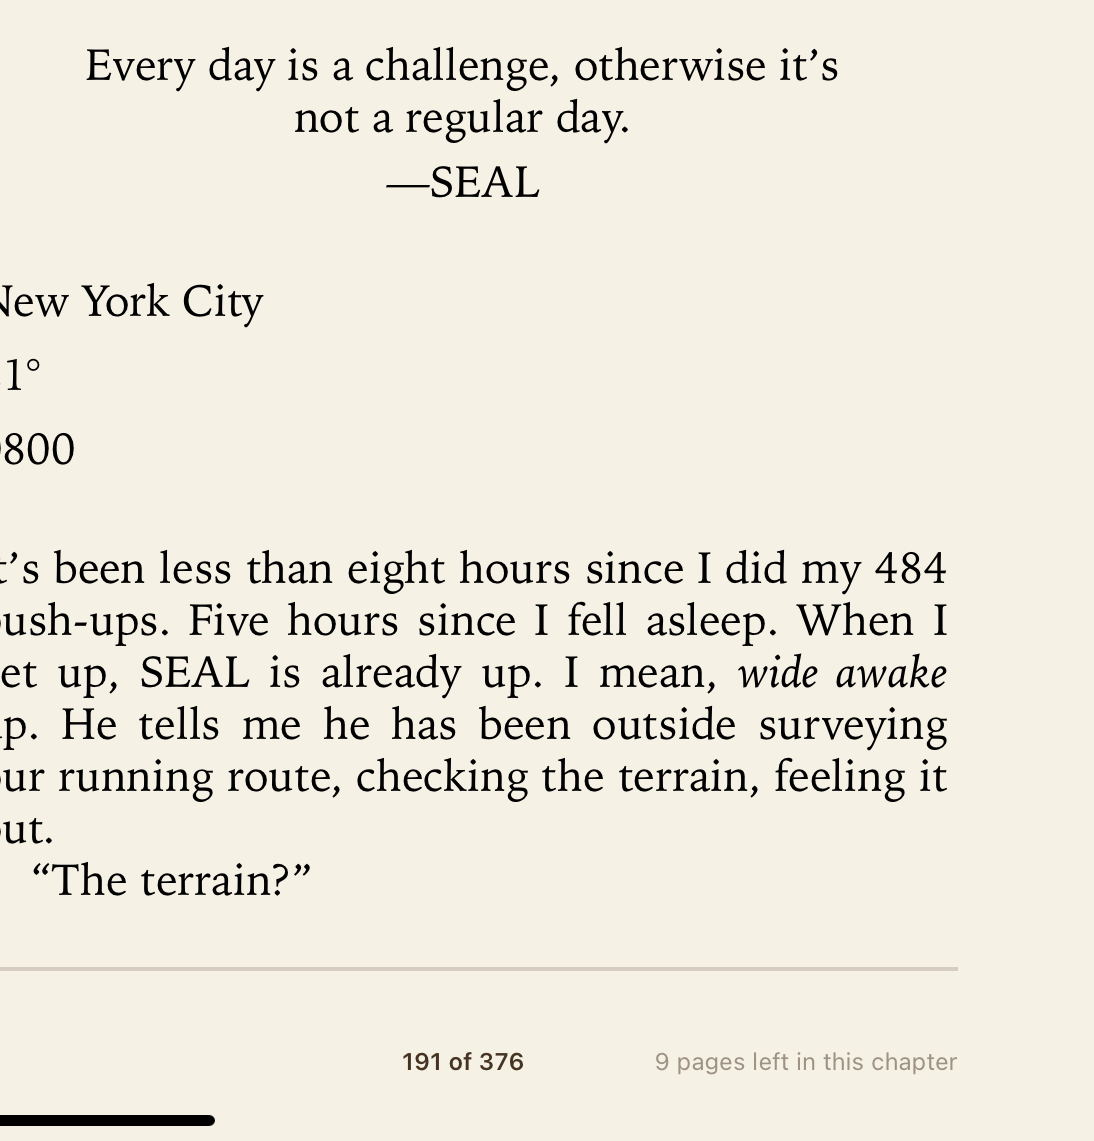 Every day is a challenge, otherwise it’s
not a regular day.
—SEAL
New York City
1°
800
t’s been less than eight hours since I did my 484
push-ups. Five hours since I fell asleep. When I
et up, SEAL is already up. I mean, wide awake
up. He tells me he has been outside surveying
our running route, checking the terrain, feeling it
out.
“The terrain?”
191 of 376
9 pages left in this chapter